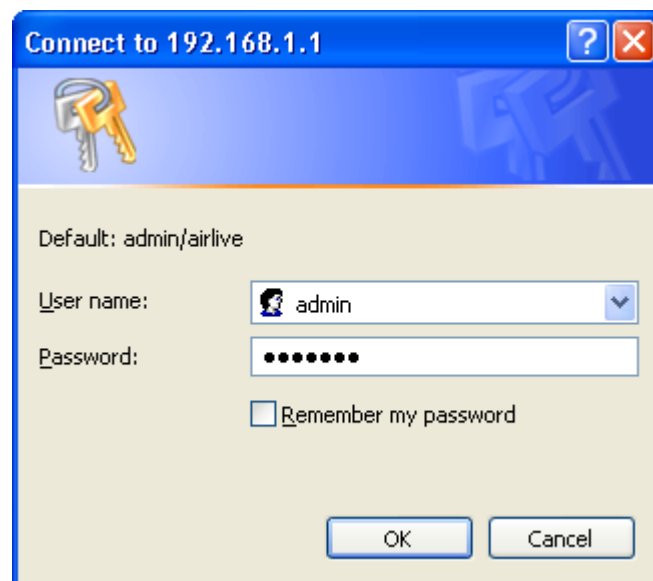 Connect to 192.168.1.1
Default: admin/airlive
User name: admin
Password: •••••••
Remember my password
OK Cancel